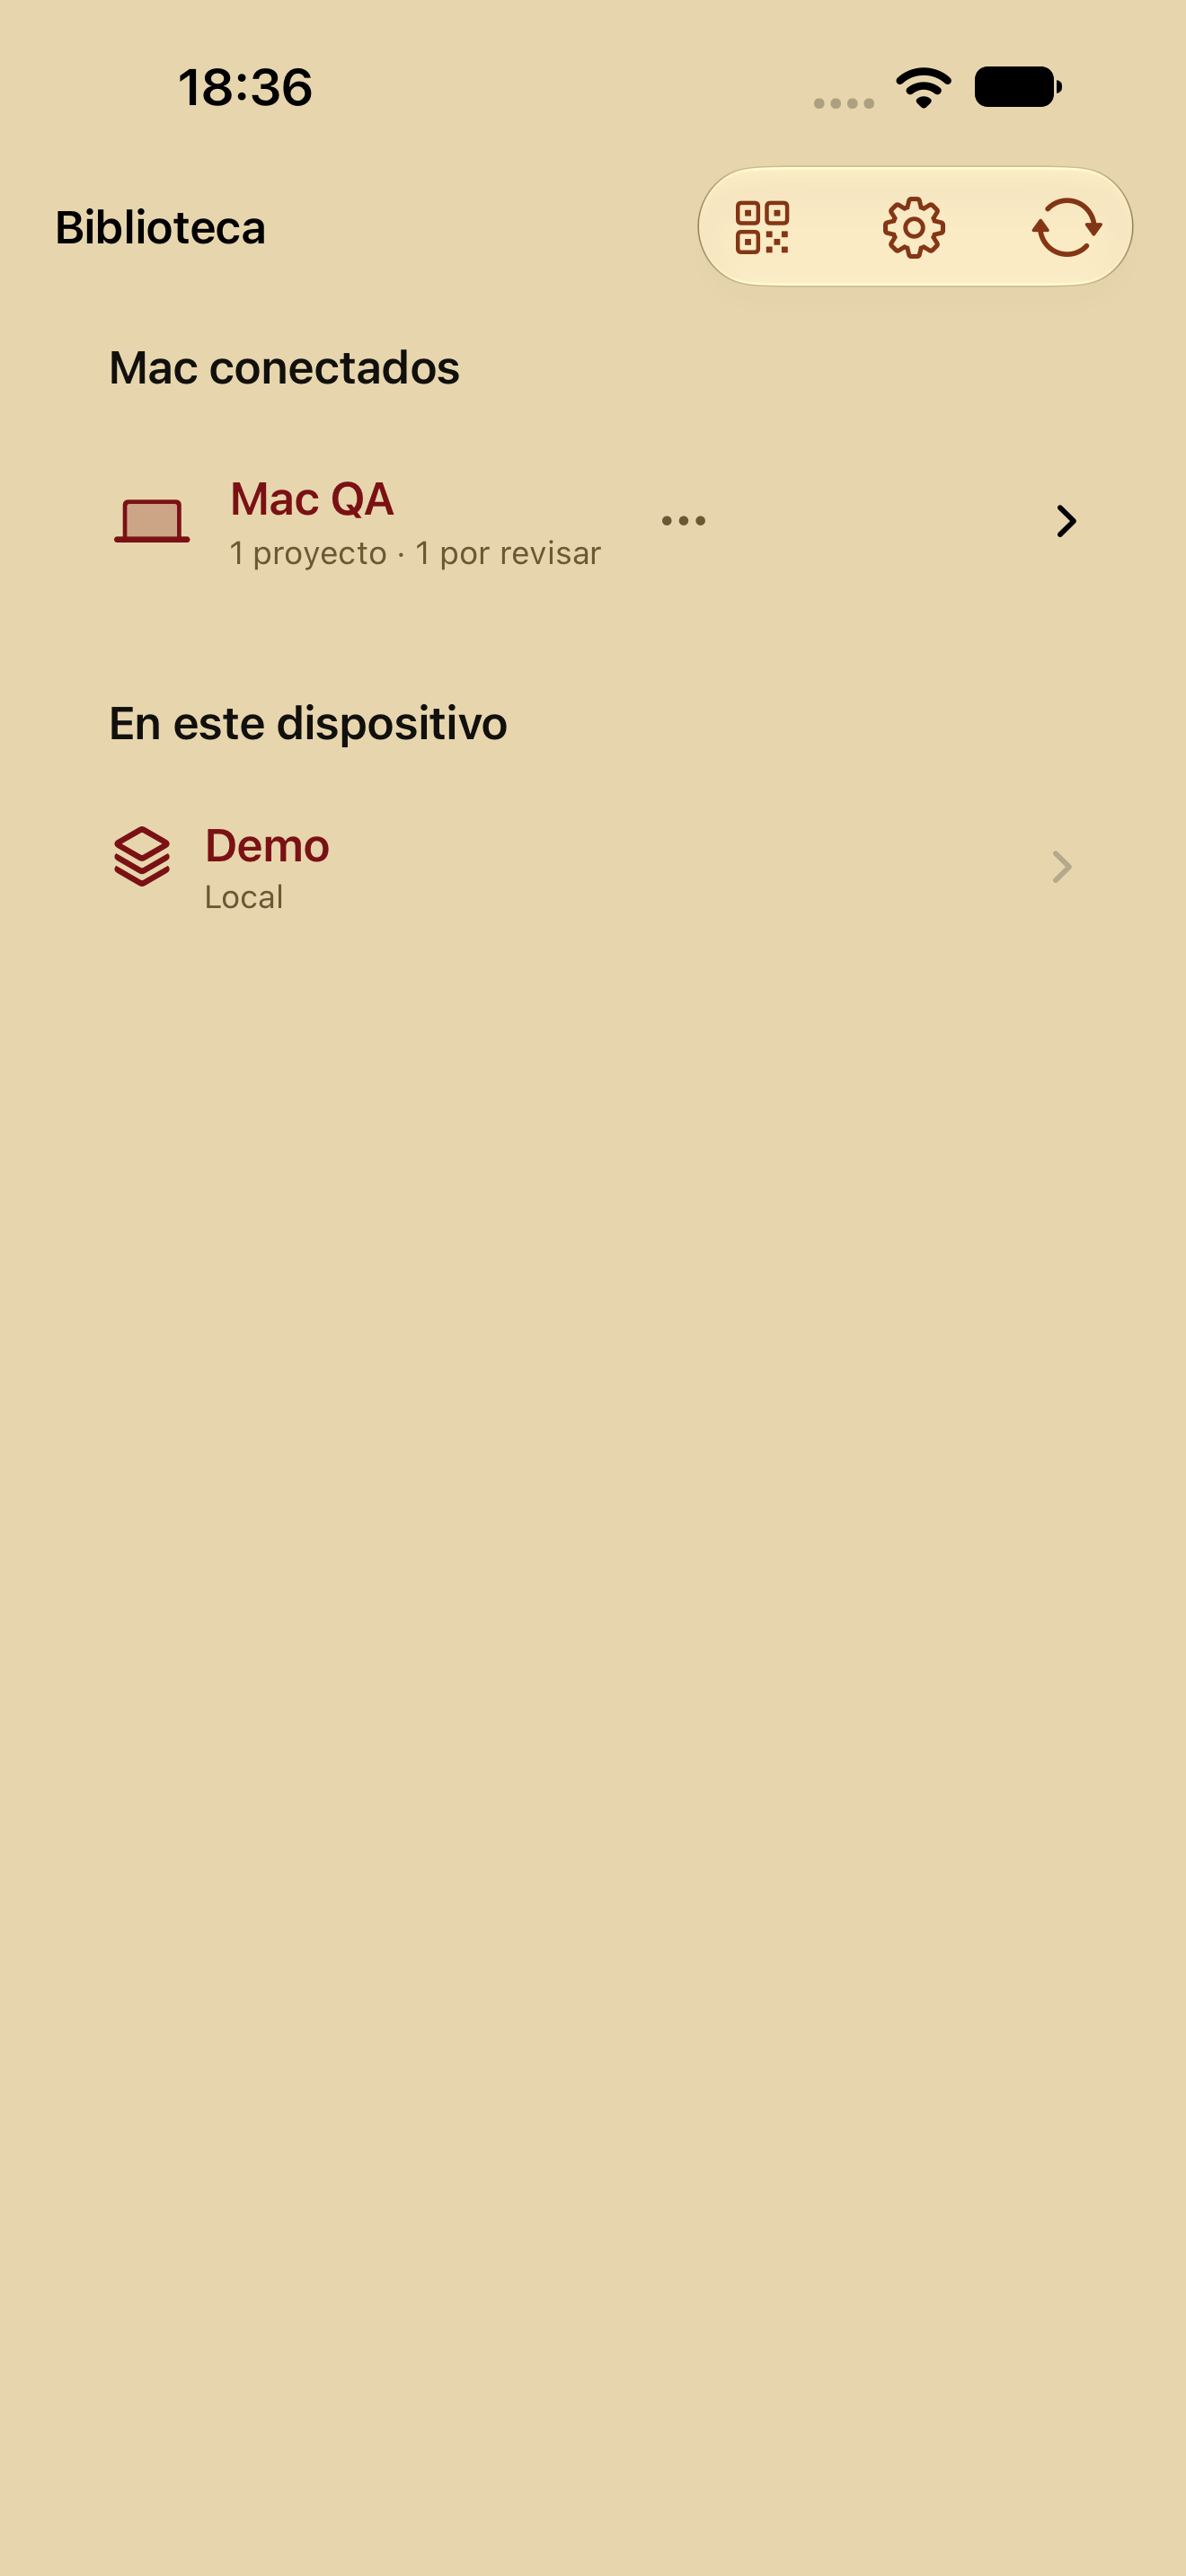 18:36
Biblioteca
Mac conectados
Mac QA
1 proyecto · 1 por revisar
En este dispositivo
Demo
Local